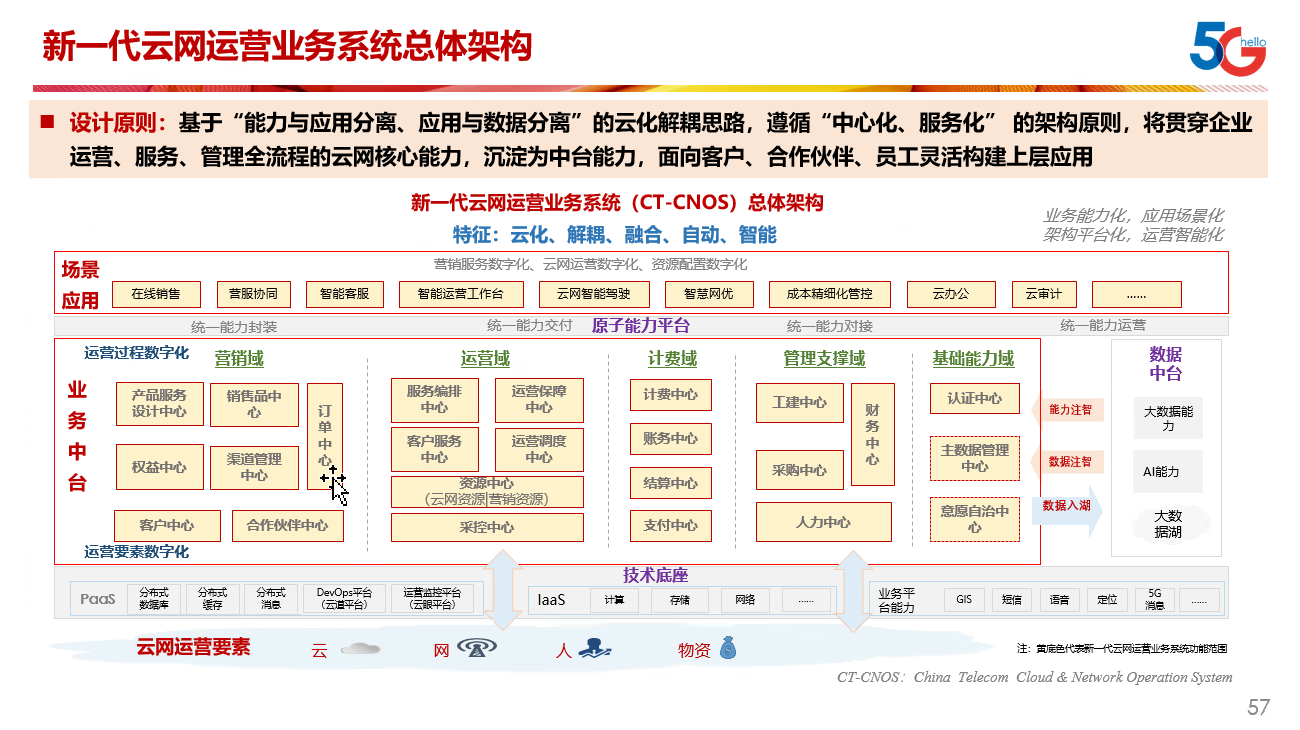 新一代云网运营业务系统总体架构
5G
hello
设计原则：基于“能力与应用分离、应用与数据分离”的云化解耦思路，遵循“中心化、服务化” 的架构原则，将贯穿企业
运营、服务、管理全流程的云网核心能力，沉淀为中台能力，面向客户、合作伙伴、员工灵活构建上层应用
新一代云网运营业务系统（CT-CNOS）总体架构
特征：云化、解耦、融合、自动、智能
业务能力化，应用场景化
架构平台化，运营智能化
场景
应用
营销服务数字化、云网运营数字化、资源配置数字化
在线销售
营服协同
智能客服
智能运营工作台
云网智能驾驶
智慧网优
成本精细化管控
云办公
云审计
......
统一能力封装
统一能力交付
原子能力平台
统一能力对接
统一能力运营
业
务
中
台
运营过程数字化
营销域
产品服务
设计中心
销售品中
心
订
单
中
心
权益中心
渠道管理
中心
客户中心
合作伙伴中心
运营要素数字化
运营域
服务编排
中心
运营保障
中心
客户服务
中心
运营调度
中心
资源中心
（云网资源|营销资源）
采控中心
计费域
计费中心
账务中心
结算中心
支付中心
管理支撑域
工建中心
财
务
中
心
采购中心
人力中心
基础能力域
认证中心
主数据管理
中心
意愿自治中
心
能力注智
数据注智
数据入湖
数据
中台
大数据能
力
AI能力
大数
据湖
技术底座
PaaS
分布式
数据库
分布式
缓存
分布式
消息
DevOps平台
（云道平台）
运营监控平台
（云眼平台）
IaaS
计算
存储
网络
......
业务平
台能力
GIS
短信
语音
定位
5G
消息
......
云网运营要素
云
网
人
物资
注：黄底色代表新一代云网运营业务系统功能范围
CT-CNOS：China Telecom Cloud & Network Operation System
57